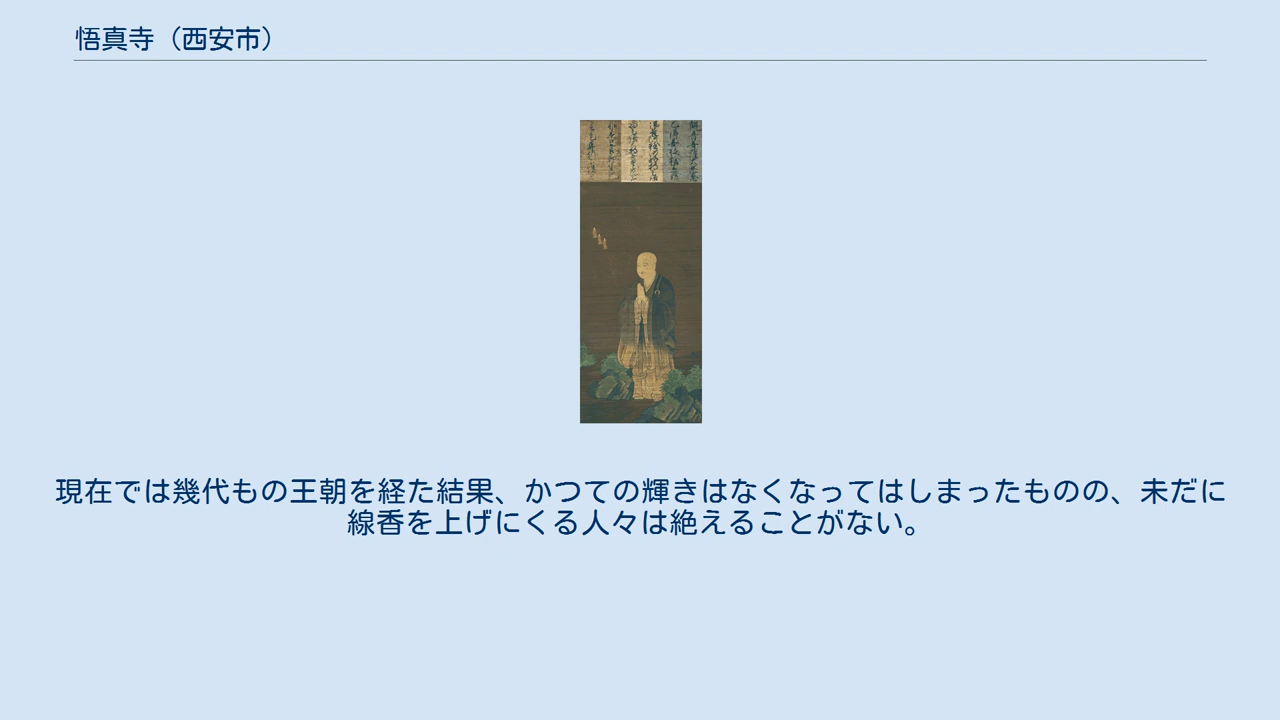 悟真寺（西安市）
現在では幾代もの王朝を経た結果、かつての輝きはなくなってはしまったものの、未だに
線香を上げにくる人々は絶えることがない。